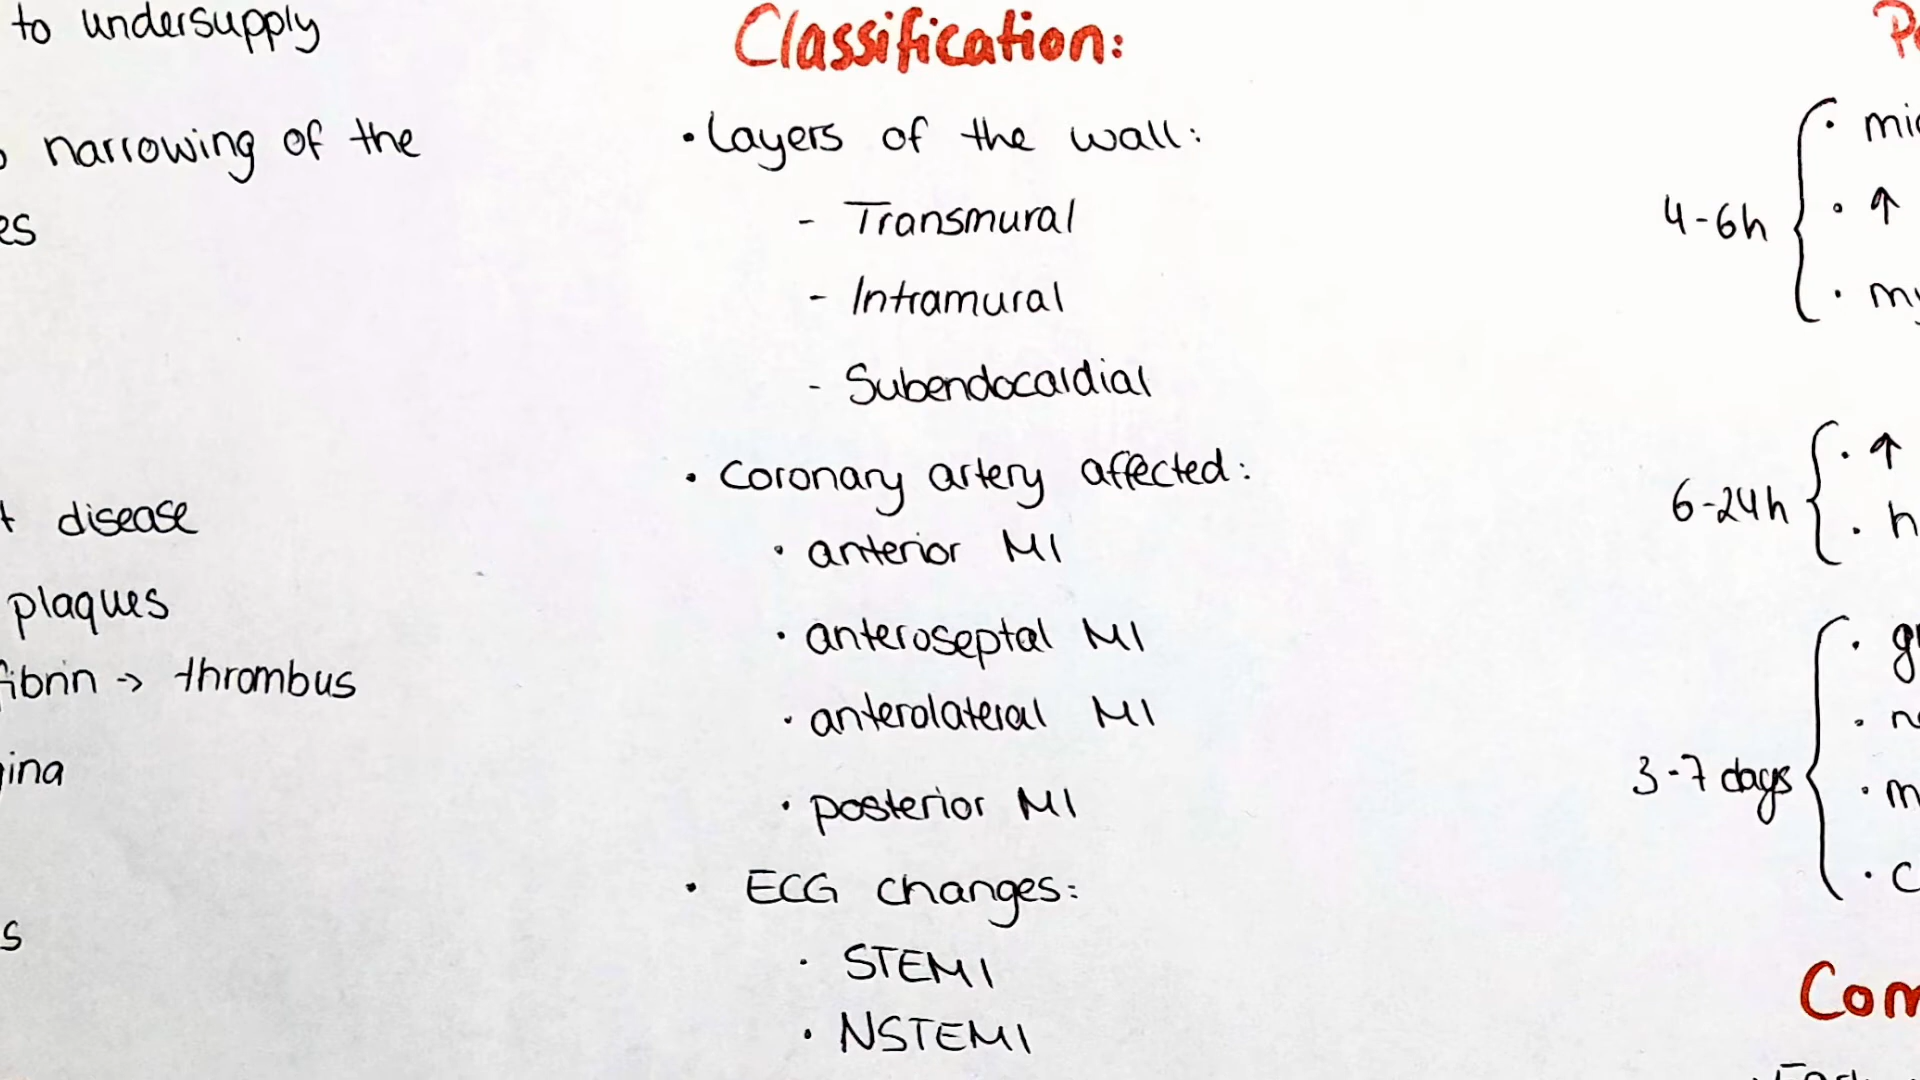 to undersupply
narrowing of the
es
disease
plaques
fibrin → thrombus
gina
s
Classification:
• Layers of the wall:
- Transmural
- Intramural
- Subendocardial
• Coronary artery affected:
• anterior MI
• anteroseptal MI
• anterolateral MI
• posterior MI
• ECG changes:
• STEMI
• NSTEMI
4-6h
• ↑
6-24h
• ↑
3-7 days